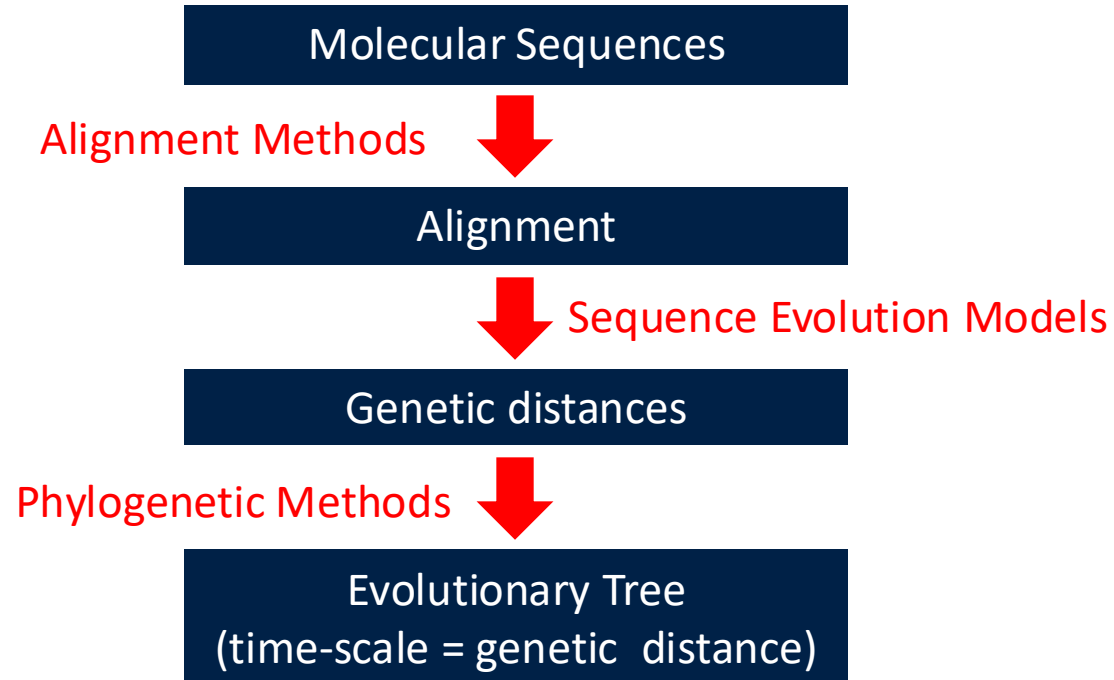 Molecular Sequences
Alignment Methods
Alignment
Sequence Evolution Models
Genetic distances
Phylogenetic Methods
Evolutionary Tree
(time-scale = genetic distance)